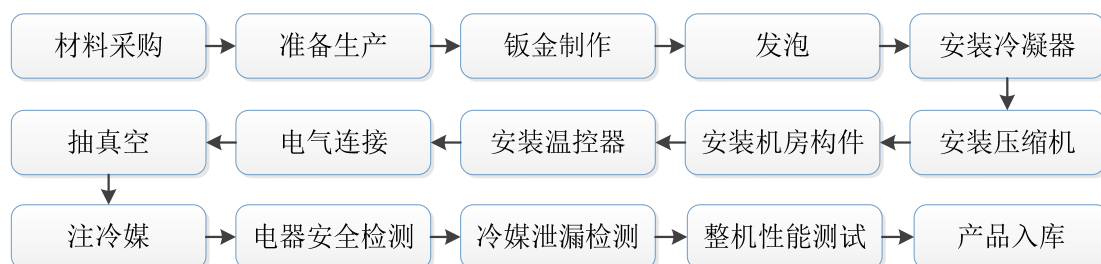 材料采购
准备生产
钣金制作
发泡
安装冷凝器
安装压缩机
安装机房构件
安装温控器
电气连接
抽真空
注冷媒
电器安全检测
冷媒泄漏检测
整机性能测试
产品入库